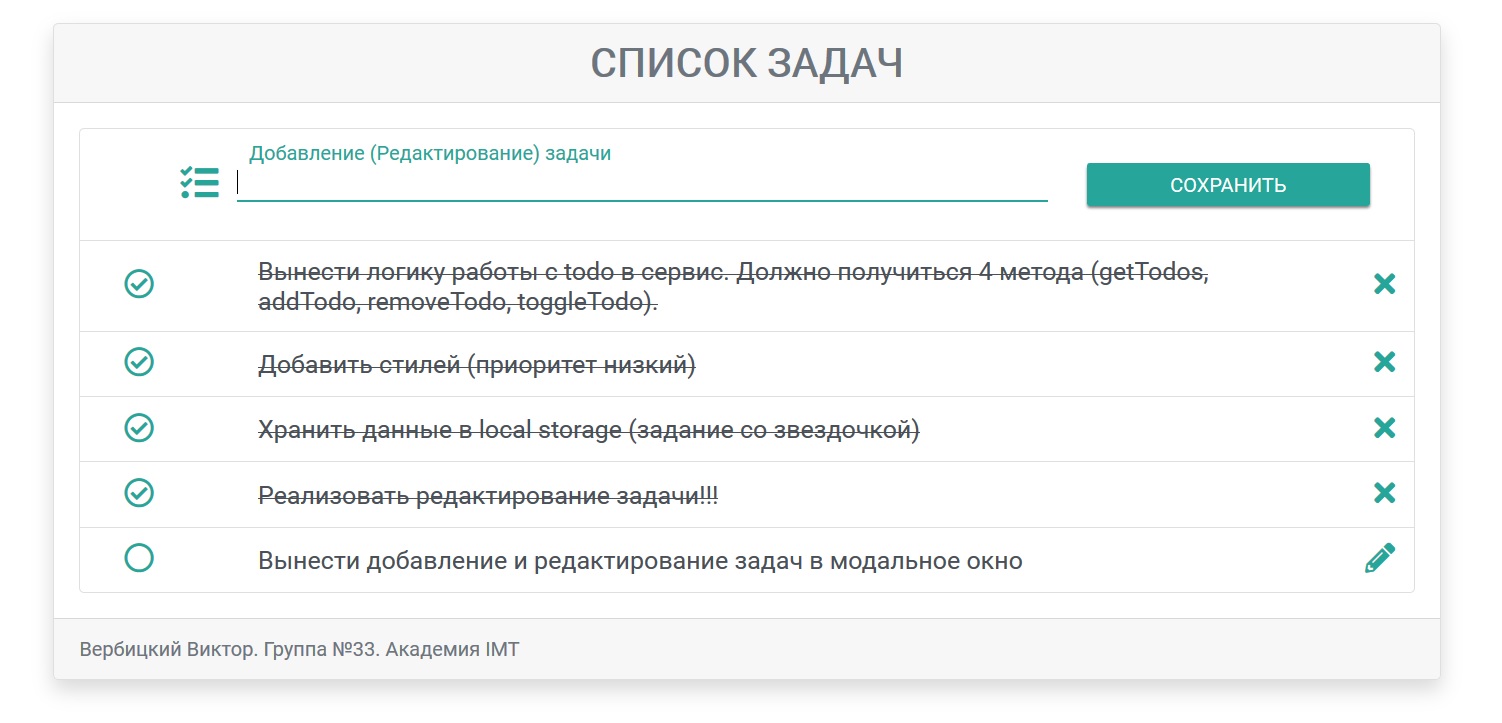 СПИСОК ЗАДАЧ
Добавление (Редактирование) задачи
СОХРАНИТЬ
Вынести логику работы с todo в сервис. Должно получиться 4 метода (getTodos,
addTodo, removeTodo, toggleTodo).
Добавить стилей (приоритет низкий)
Хранить данные в local storage (задание со звездочкой)
Реализовать редактирование задачи!!!
Вынести добавление и редактирование задач в модальное окно
Вербицкий Виктор. Группа №33. Академия IMT